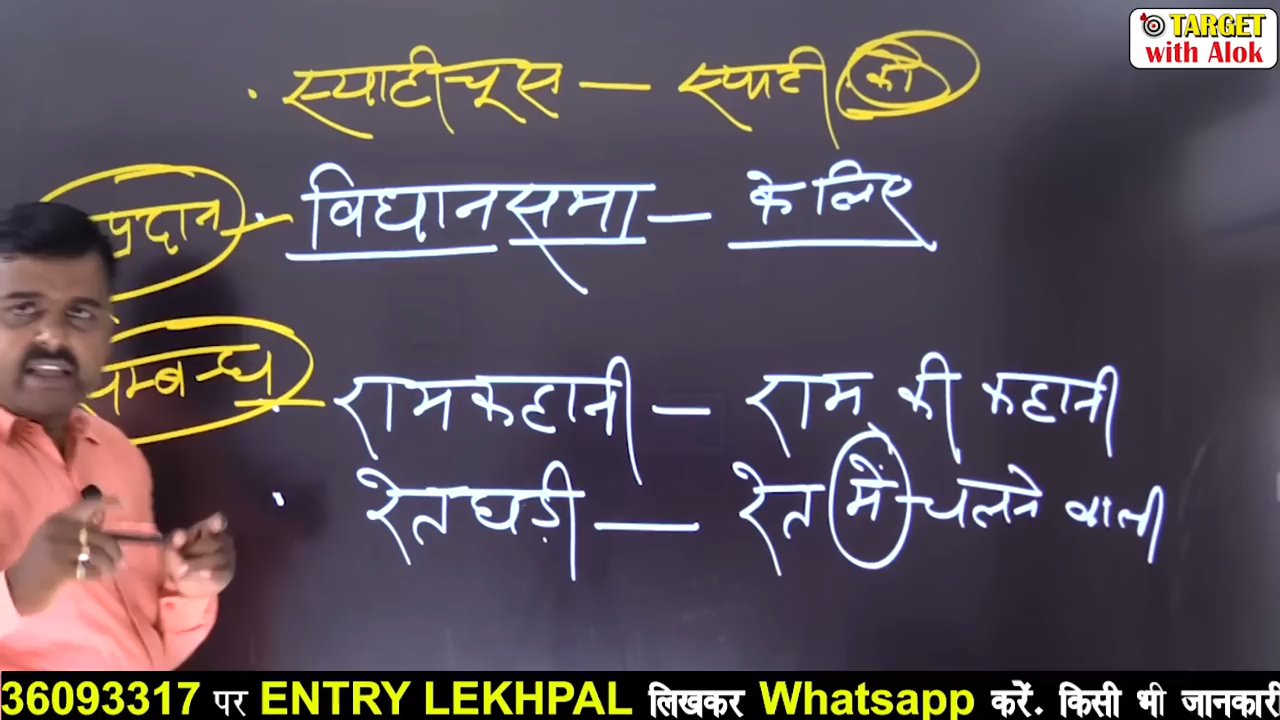 TARGET
with Alok
स्याटीचूस — स्याटी को
प्रदान — विधानसभा — के लिए
सम्बन्ध — रामकहानी — राम की कहानी
रेतघड़ी — रेत में चलने वाली
36093317 पर ENTRY LEKHPAL लिखकर Whatsapp करें. किसी भी जानकारी